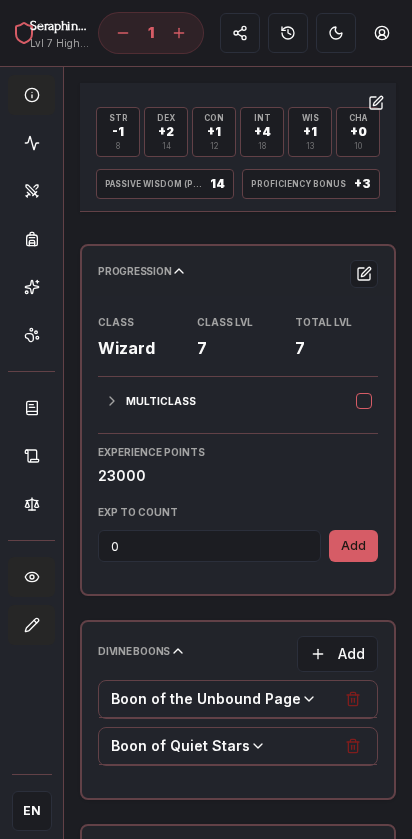 Seraphin...
Lvl 7 High...
1
STR DEX CON INT WIS CHA
-1 +2 +1 +4 +1 +0
8 14 12 18 13 10
PASSIVE WISDOM (P... 14 PROFICIENCY BONUS +3
PROGRESSION
CLASS CLASS LVL TOTAL LVL
Wizard 7 7
MULTICLASS
EXPERIENCE POINTS
23000
EXP TO COUNT
0 Add
DIVINE BOONS Add
Boon of the Unbound Page
Boon of Quiet Stars
EN